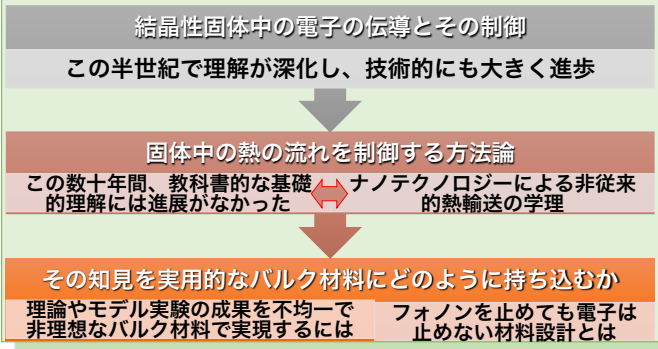 結晶性固体中の電子の伝導とその制御
この半世紀で理解が深化し、技術的にも大きく進歩
固体中の熱の流れを制御する方法論
この数十年間、教科書的な基礎
的理解には進展がなかった
ナノテクノロジーによる非従来
的熱輸送の学理
その知見を実用的なバルク材料にどのように持ち込むか
理論やモデル実験の成果を不均一で
非理想なバルク材料で実現するには
フォノンを止めても電子は
止めない材料設計とは